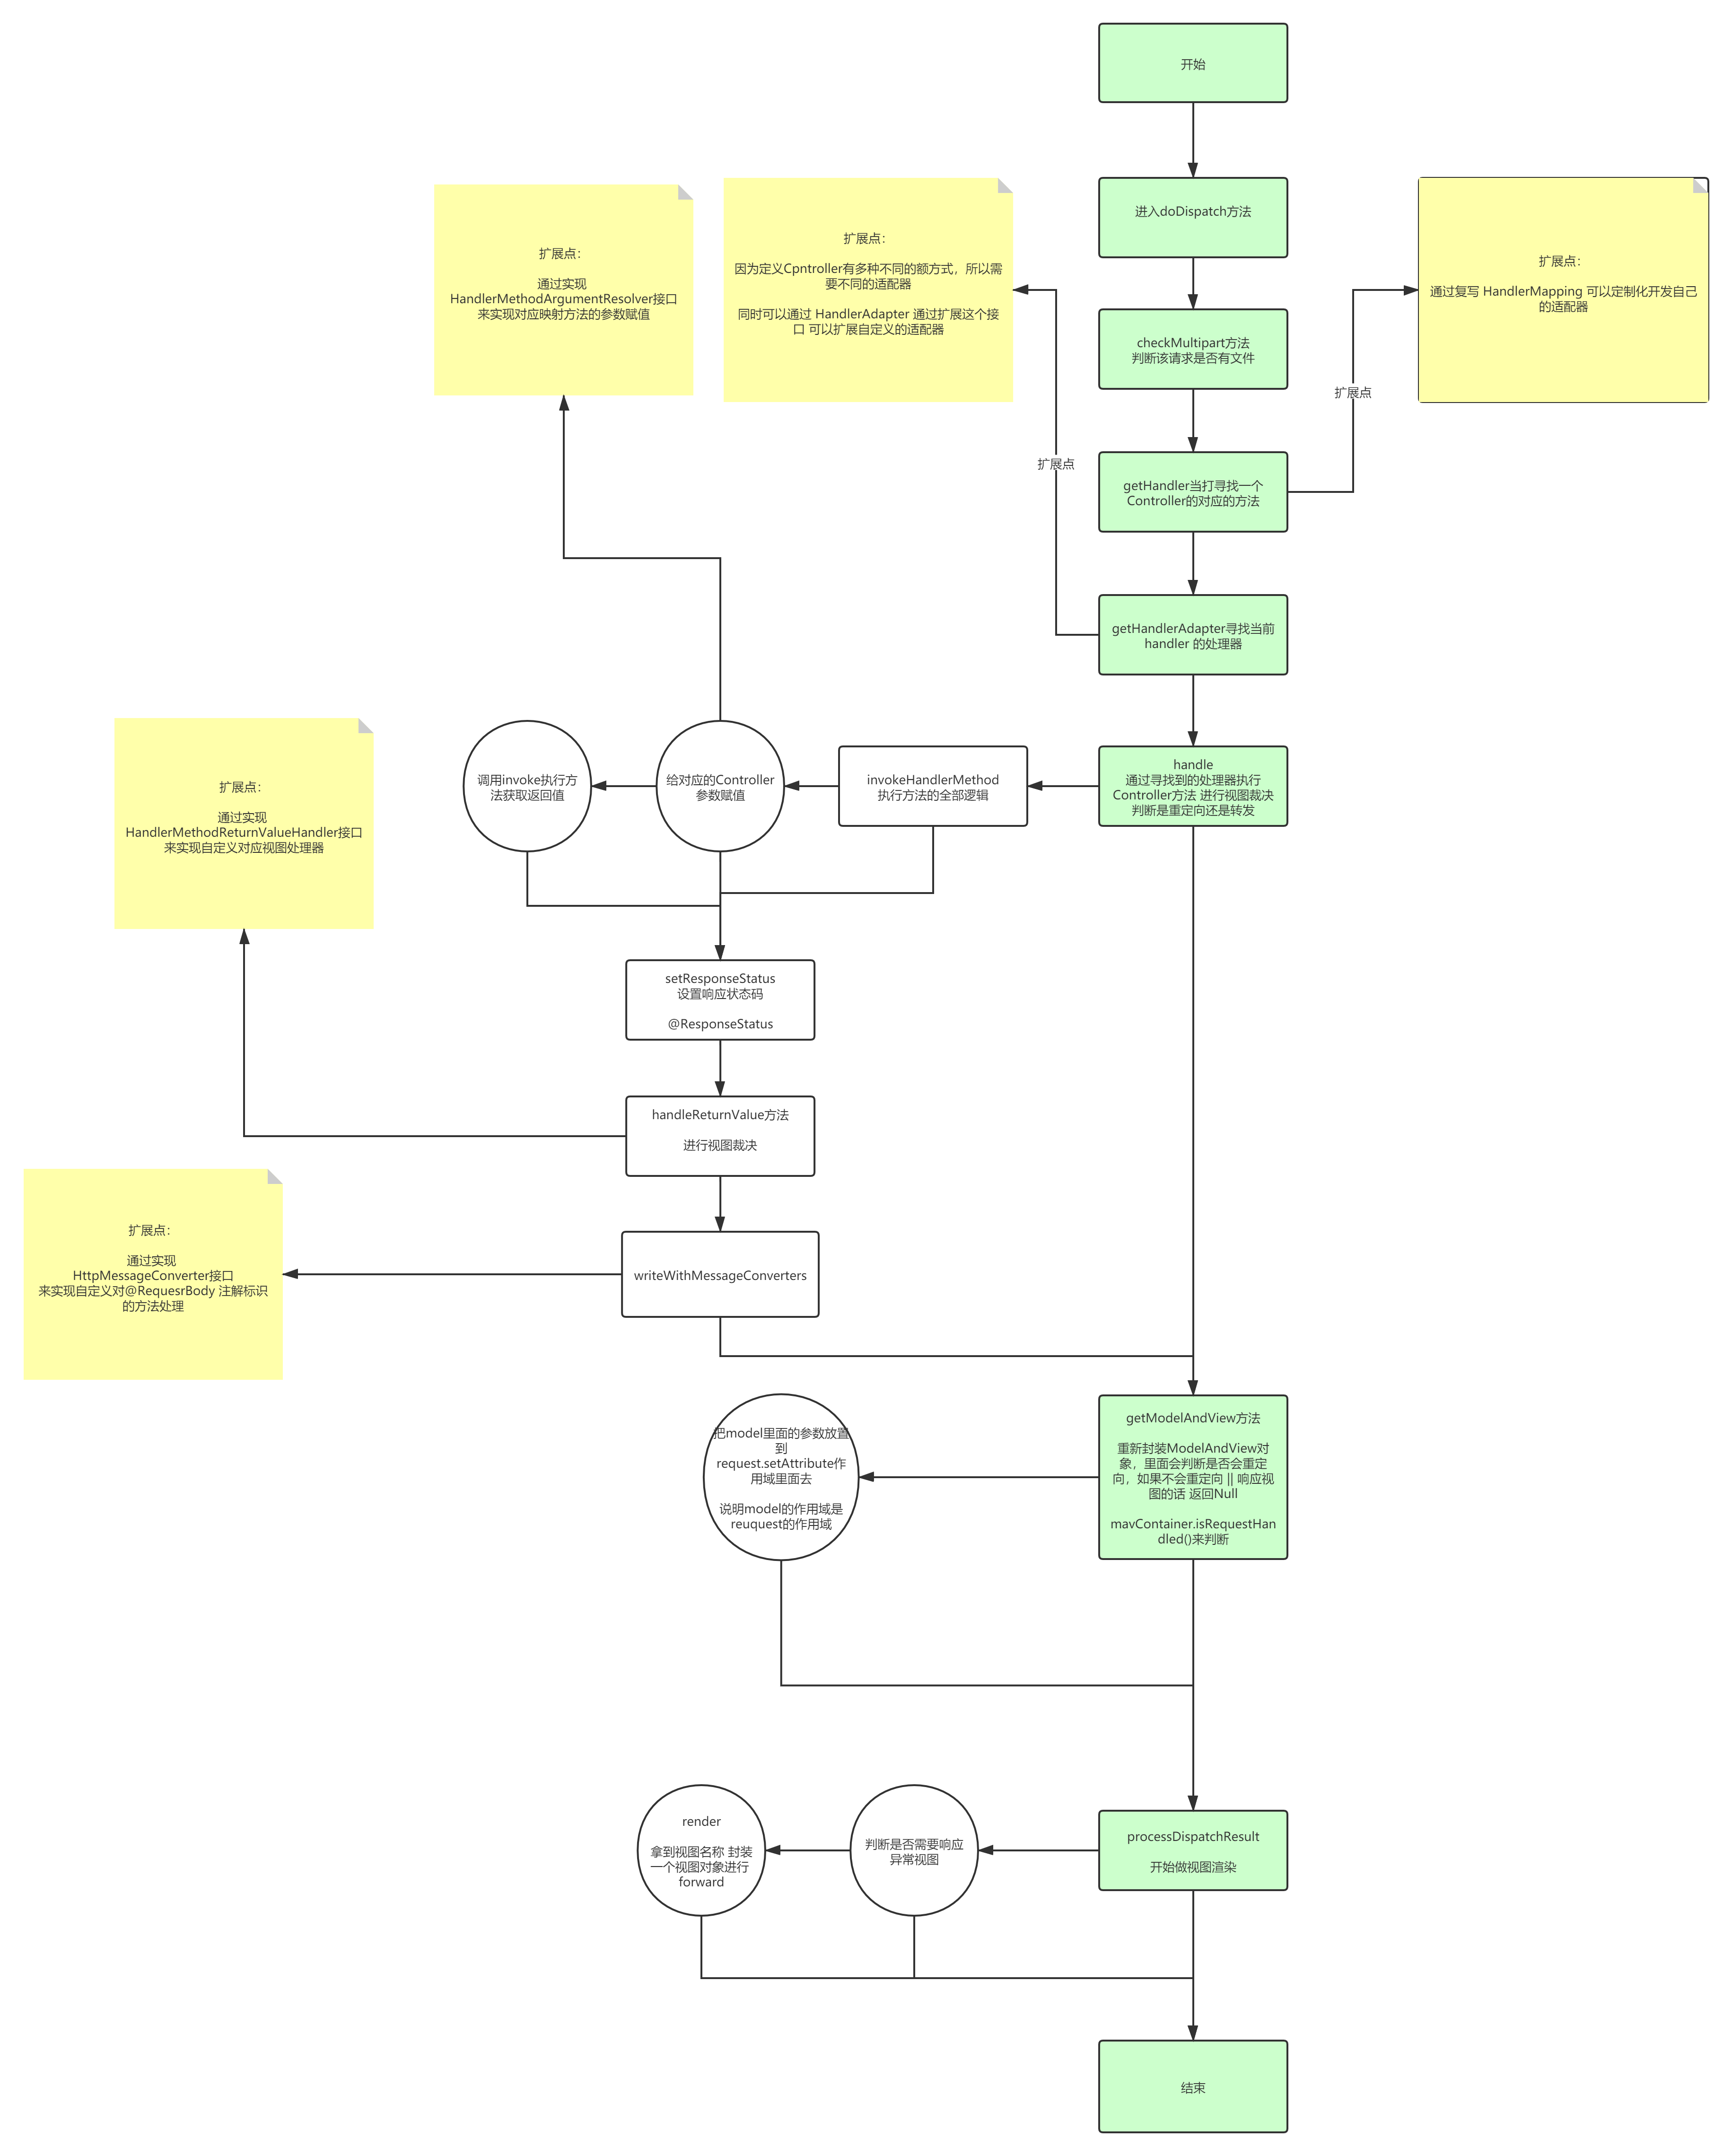 开始
进入doDispatch方法
扩展点：
通过实现
HandlerMethodArgumentResolver接口
来实现对应映射方法的参数赋值
扩展点：
因为定义Cpntroller有多种不同的额方式，所以需
要不同的适配器
同时可以通过 HandlerAdapter 通过扩展这个接
口 可以扩展自定义的适配器
扩展点：
通过复写 HandlerMapping 可以定制化开发自己
的适配器
checkMultipart方法
判断该请求是否有文件
扩展点
扩展点
getHandler当打寻找一个
Controller的对应的方法
getHandlerAdapter寻找当前
handler 的处理器
handle
通过寻找到的处理器执行
Controller方法 进行视图裁决
判断是重定向还是转发
invokeHandlerMethod
执行方法的全部逻辑
给对应的Controller
参数赋值
调用invoke执行方
法获取返回值
扩展点：
通过实现
HandlerMethodReturnValueHandler接口
来实现自定义对应视图处理器
setResponseStatus
设置响应状态码
@ResponseStatus
handleReturnValue方法
进行视图裁决
扩展点：
通过实现
HttpMessageConverter接口
来实现自定义对@RequesrBody 注解标识
的方法处理
writeWithMessageConverters
getModelAndView方法
重新封装ModelAndView对
象，里面会判断是否会重定
向，如果不会重定向 || 响应视
图的话 返回Null
mavContainer.isRequestHan
dled()来判断
把model里面的参数放置
到
request.setAttribute作
用域里面去
说明model的作用域是
reuquest的作用域
processDispatchResult
开始做视图渲染
判断是否需要响应
异常视图
render
拿到视图名称 封装
一个视图对象进行
forward
结束